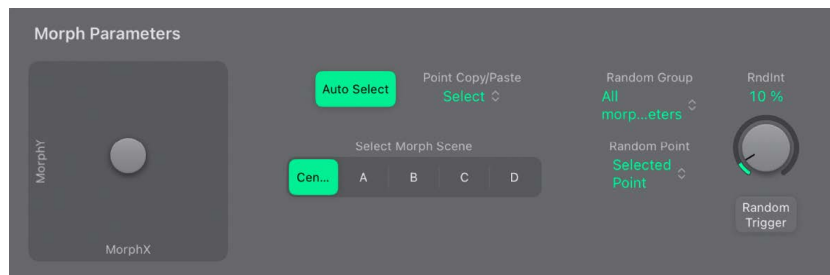 Morph Parameters
MorphY
MorphX
Auto Select
Point Copy/Paste
Select
Select Morph Scene
Cen...
A
B
C
D
Random Group
All
morp...eters
Random Point
Selected
Point
RndInt
10 %
Random
Trigger